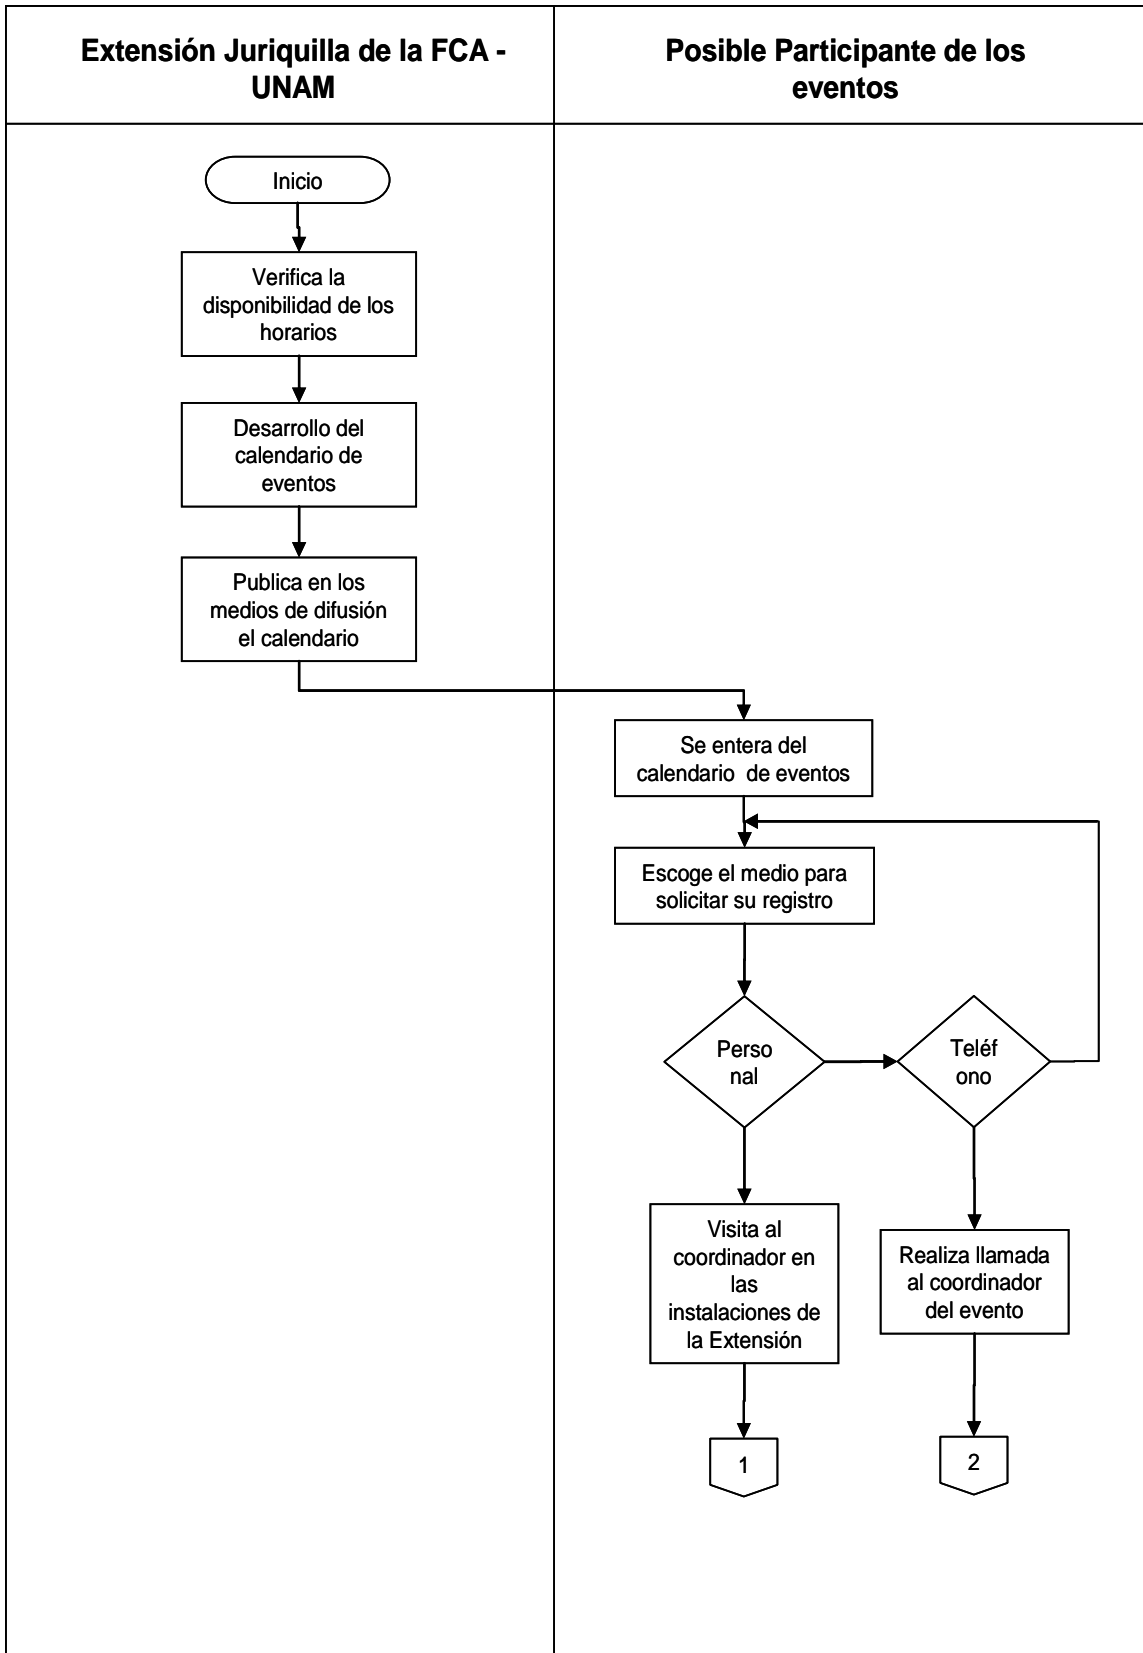 Extensión Juriquilla de la FCA -
UNAM
Posible Participante de los
eventos
Inicio
Verifica la
disponibilidad de los
horarios
Desarrollo del
calendario de
eventos
Publica en los
medios de difusión
el calendario
Se entera del
calendario de eventos
Escoge el medio para
solicitar su registro
Perso
nal
Teléf
ono
Visita al
coordinador en
las
instalaciones de
la Extensión
Realiza llamada
al coordinador
del evento
1
2